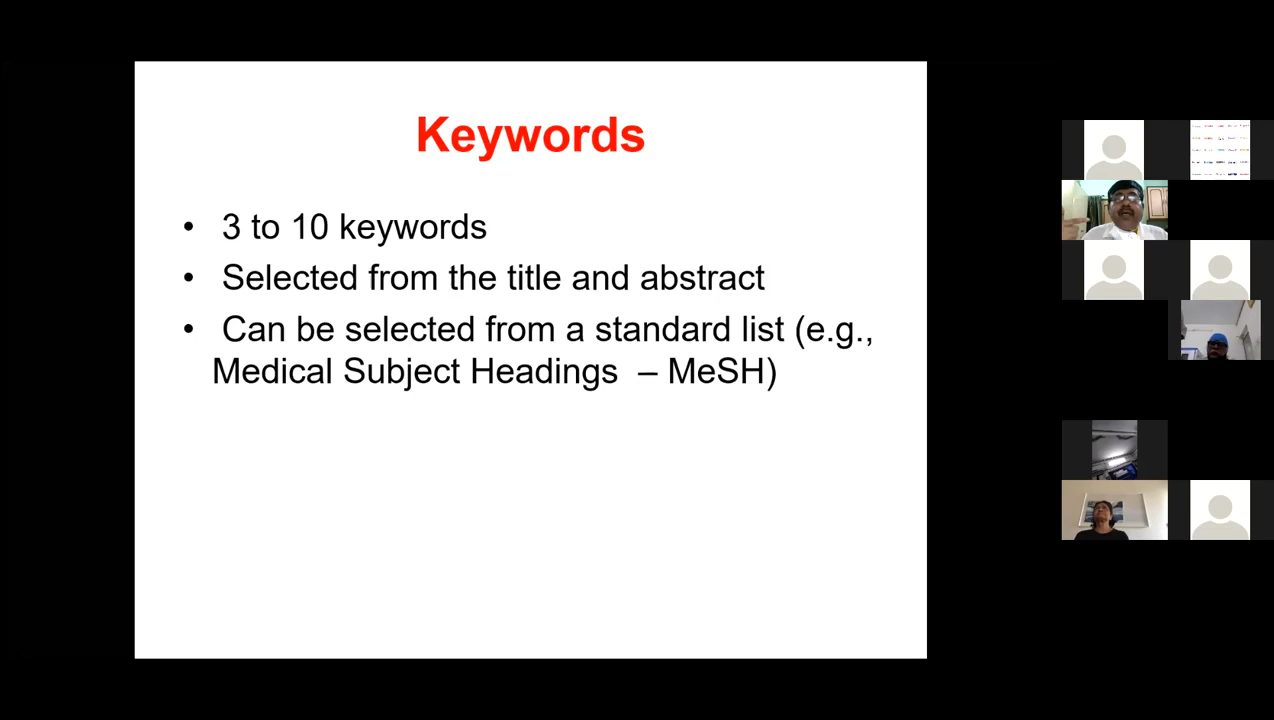 Keywords
• 3 to 10 keywords
• Selected from the title and abstract
• Can be selected from a standard list (e.g.,
Medical Subject Headings – MeSH)